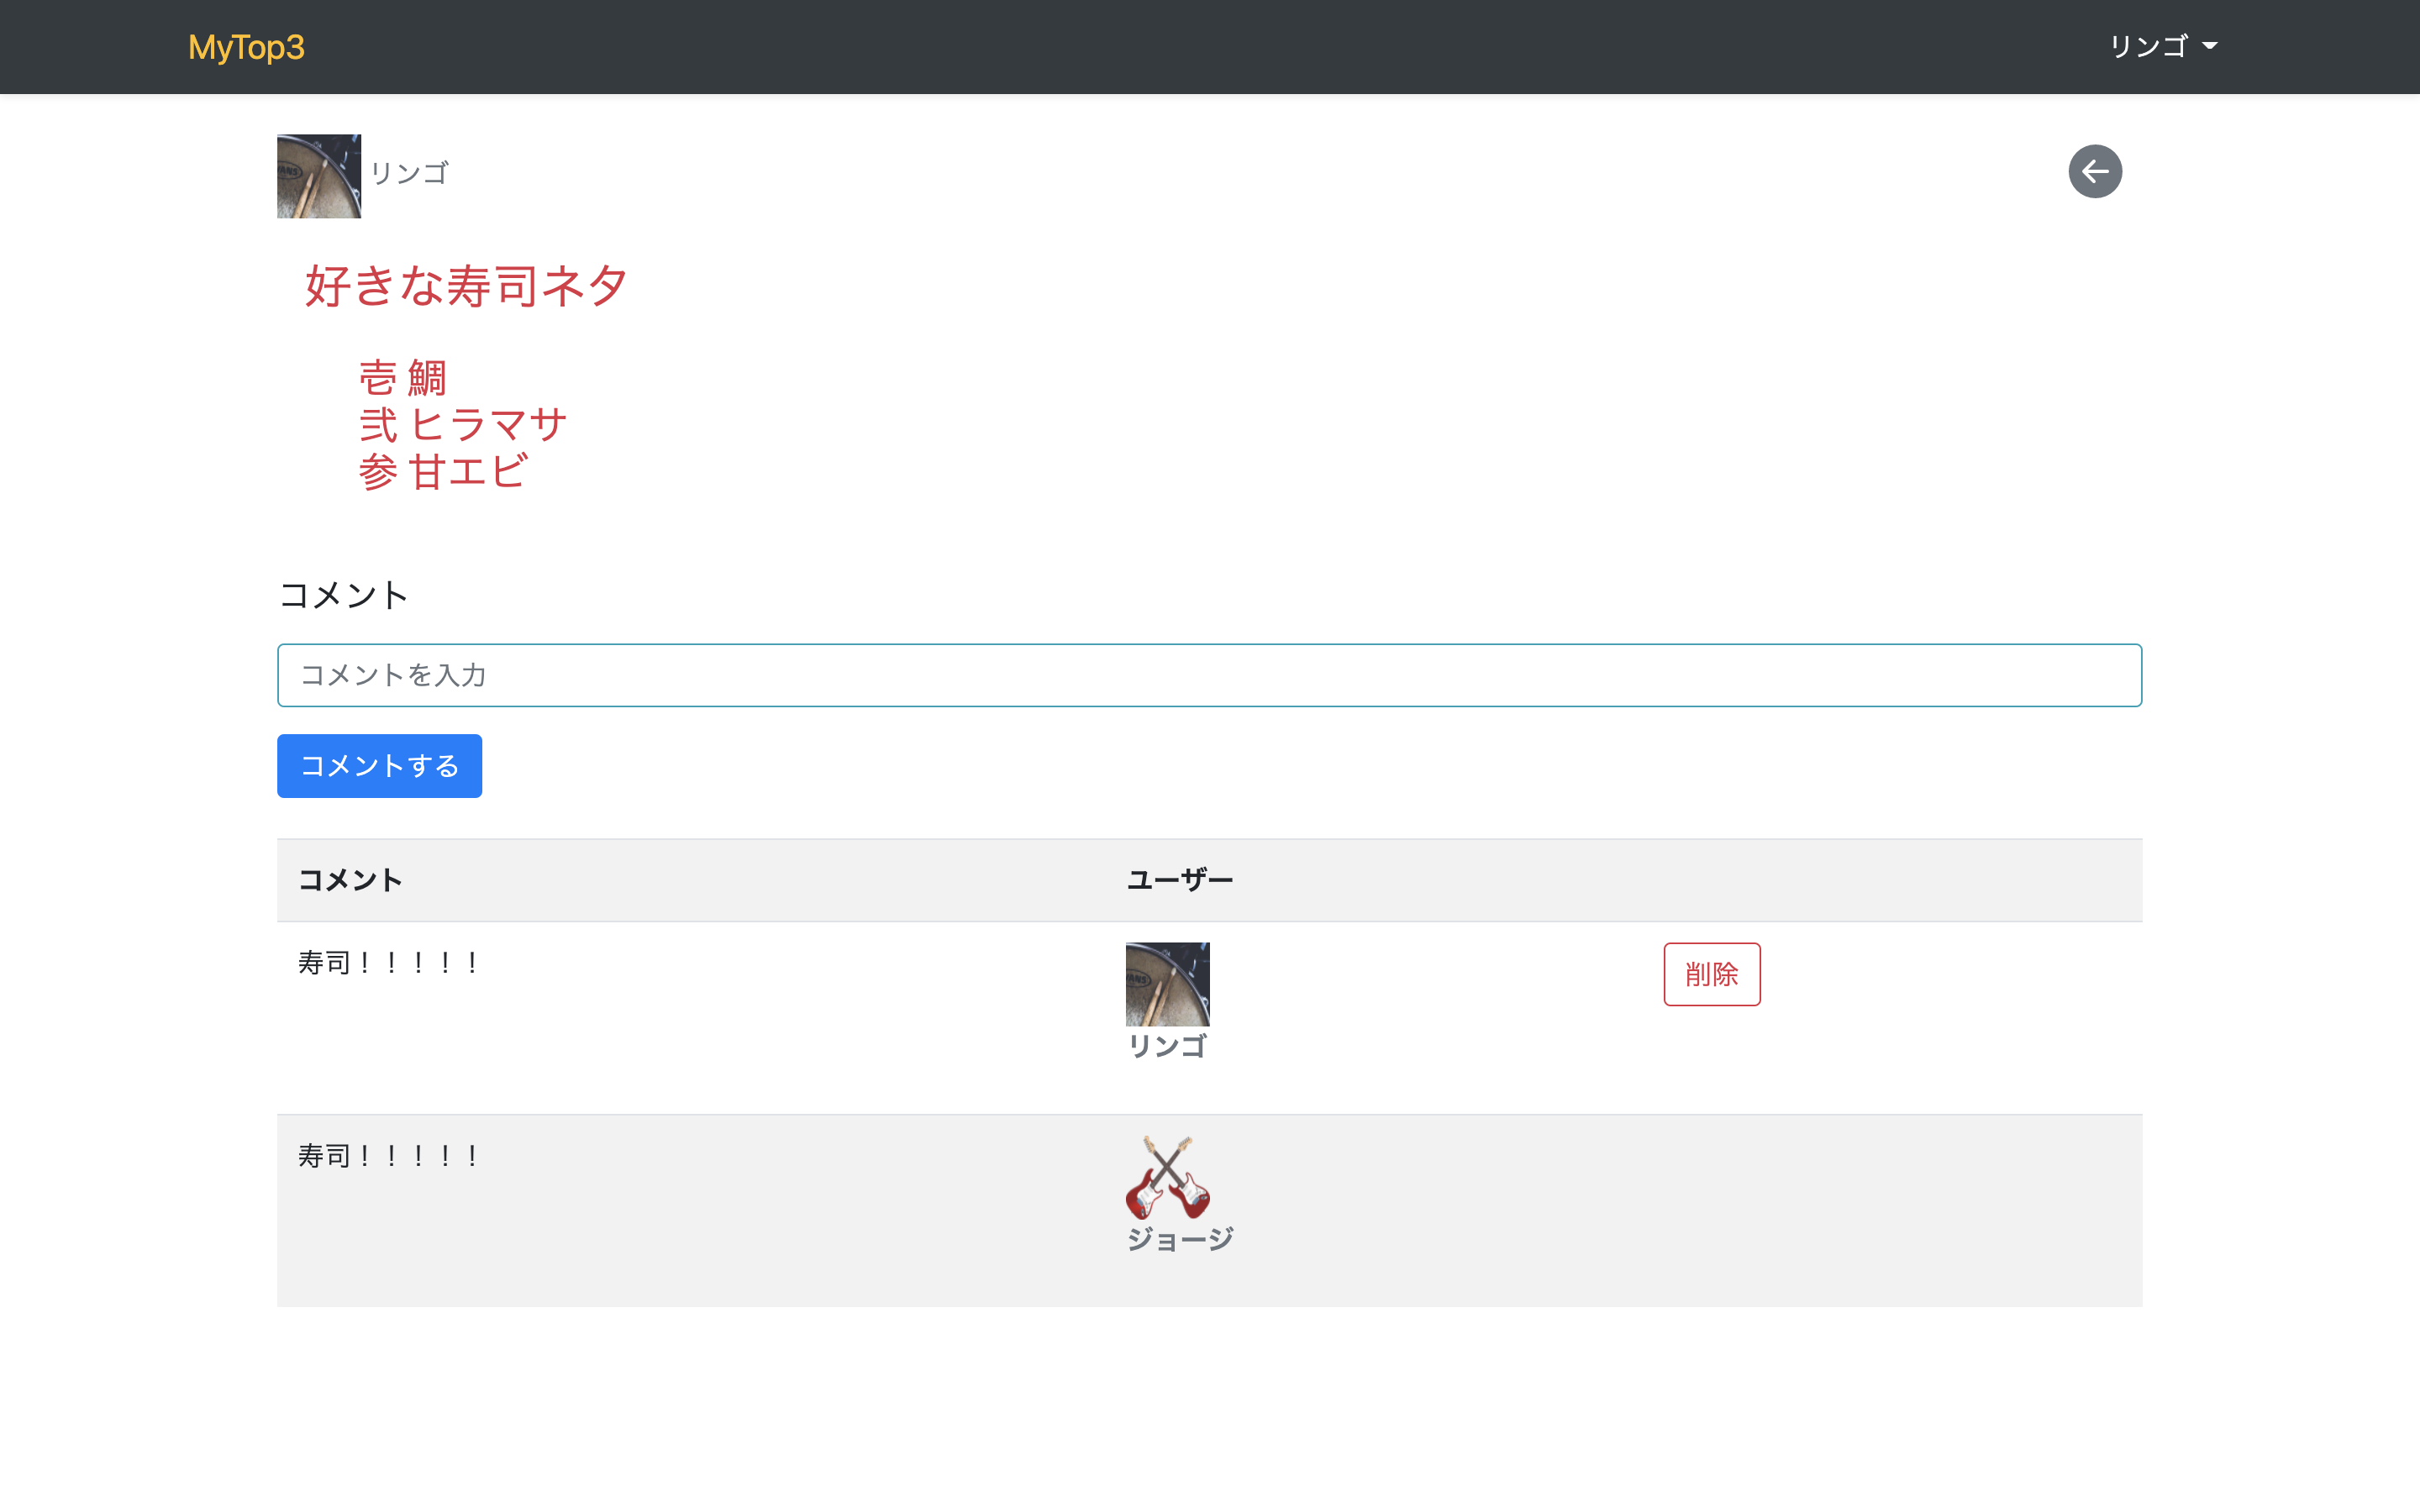 MyTop3
リンゴ
リンゴ
好きな寿司ネタ
壱 鯛
弐 ヒラマサ
参 甘エビ
コメント
コメントを入力
コメントする
コメント ユーザー
寿司！！！！！
EVANS
リンゴ
削除
寿司！！！！！
ジョージ